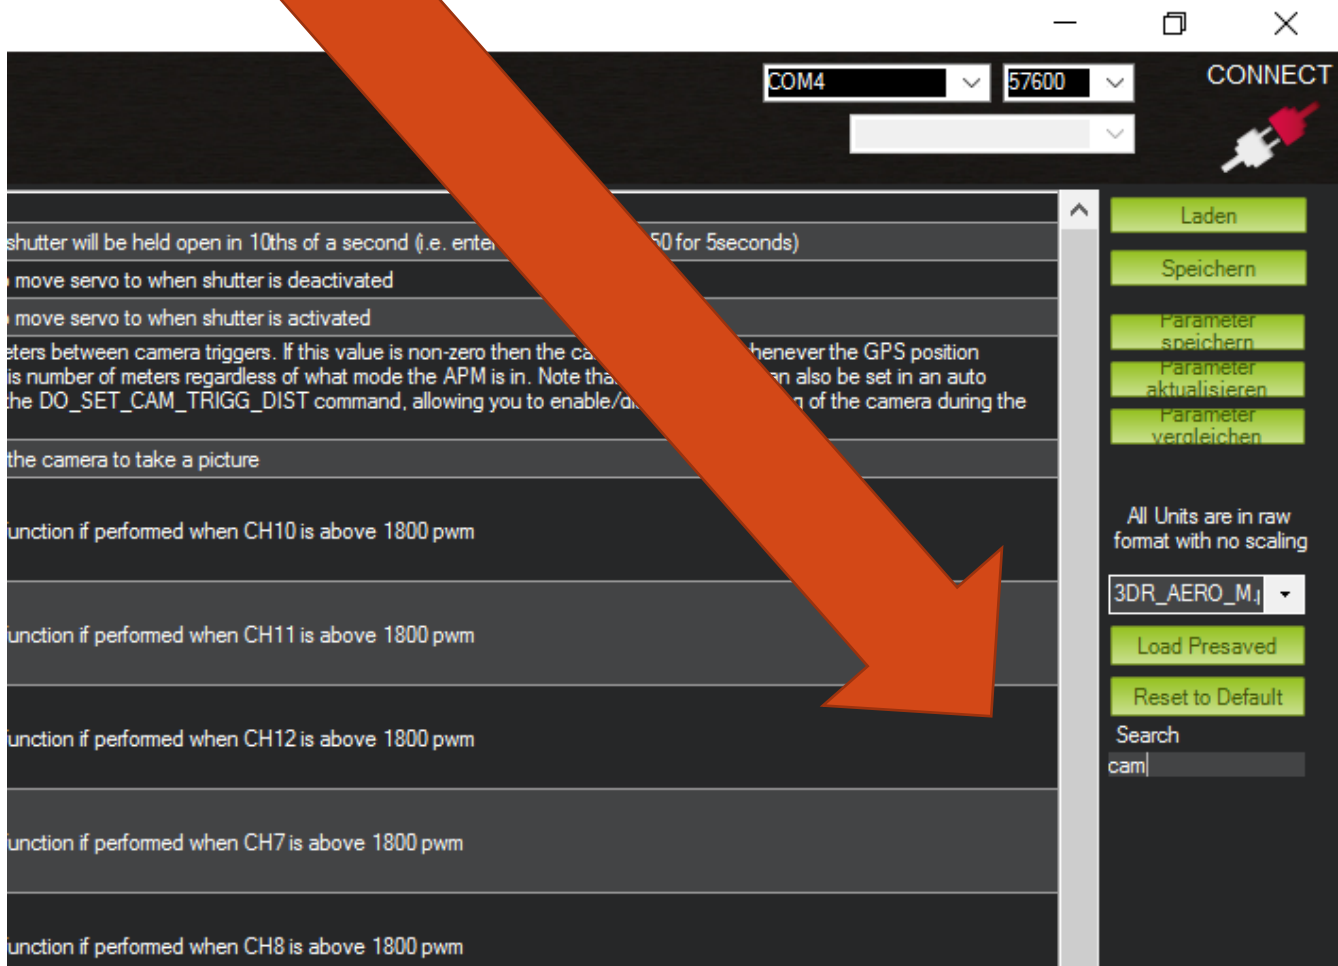 COM4
57600
CONNECT
shutter will be held open in 10ths of a second (i.e. enter 50 for 5seconds)
move servo to when shutter is deactivated
move servo to when shutter is activated
eters between camera triggers. If this value is non-zero then the ca henever the GPS position
is number of meters regardless of what mode the APM is in. Note tha an also be set in an auto
the DO_SET_CAM_TRIGG_DIST command, allowing you to enable/di g of the camera during the
the camera to take a picture
unction if performed when CH10 is above 1800 pwm
unction if performed when CH11 is above 1800 pwm
unction if performed when CH12 is above 1800 pwm
unction if performed when CH7 is above 1800 pwm
unction if performed when CH8 is above 1800 pwm
Laden
Speichern
Parameter
speichern
Parameter
aktualisieren
Parameter
vergleichen
All Units are in raw
format with no scaling
3DR_AERO_M.p
Load Presaved
Reset to Default
Search
cam